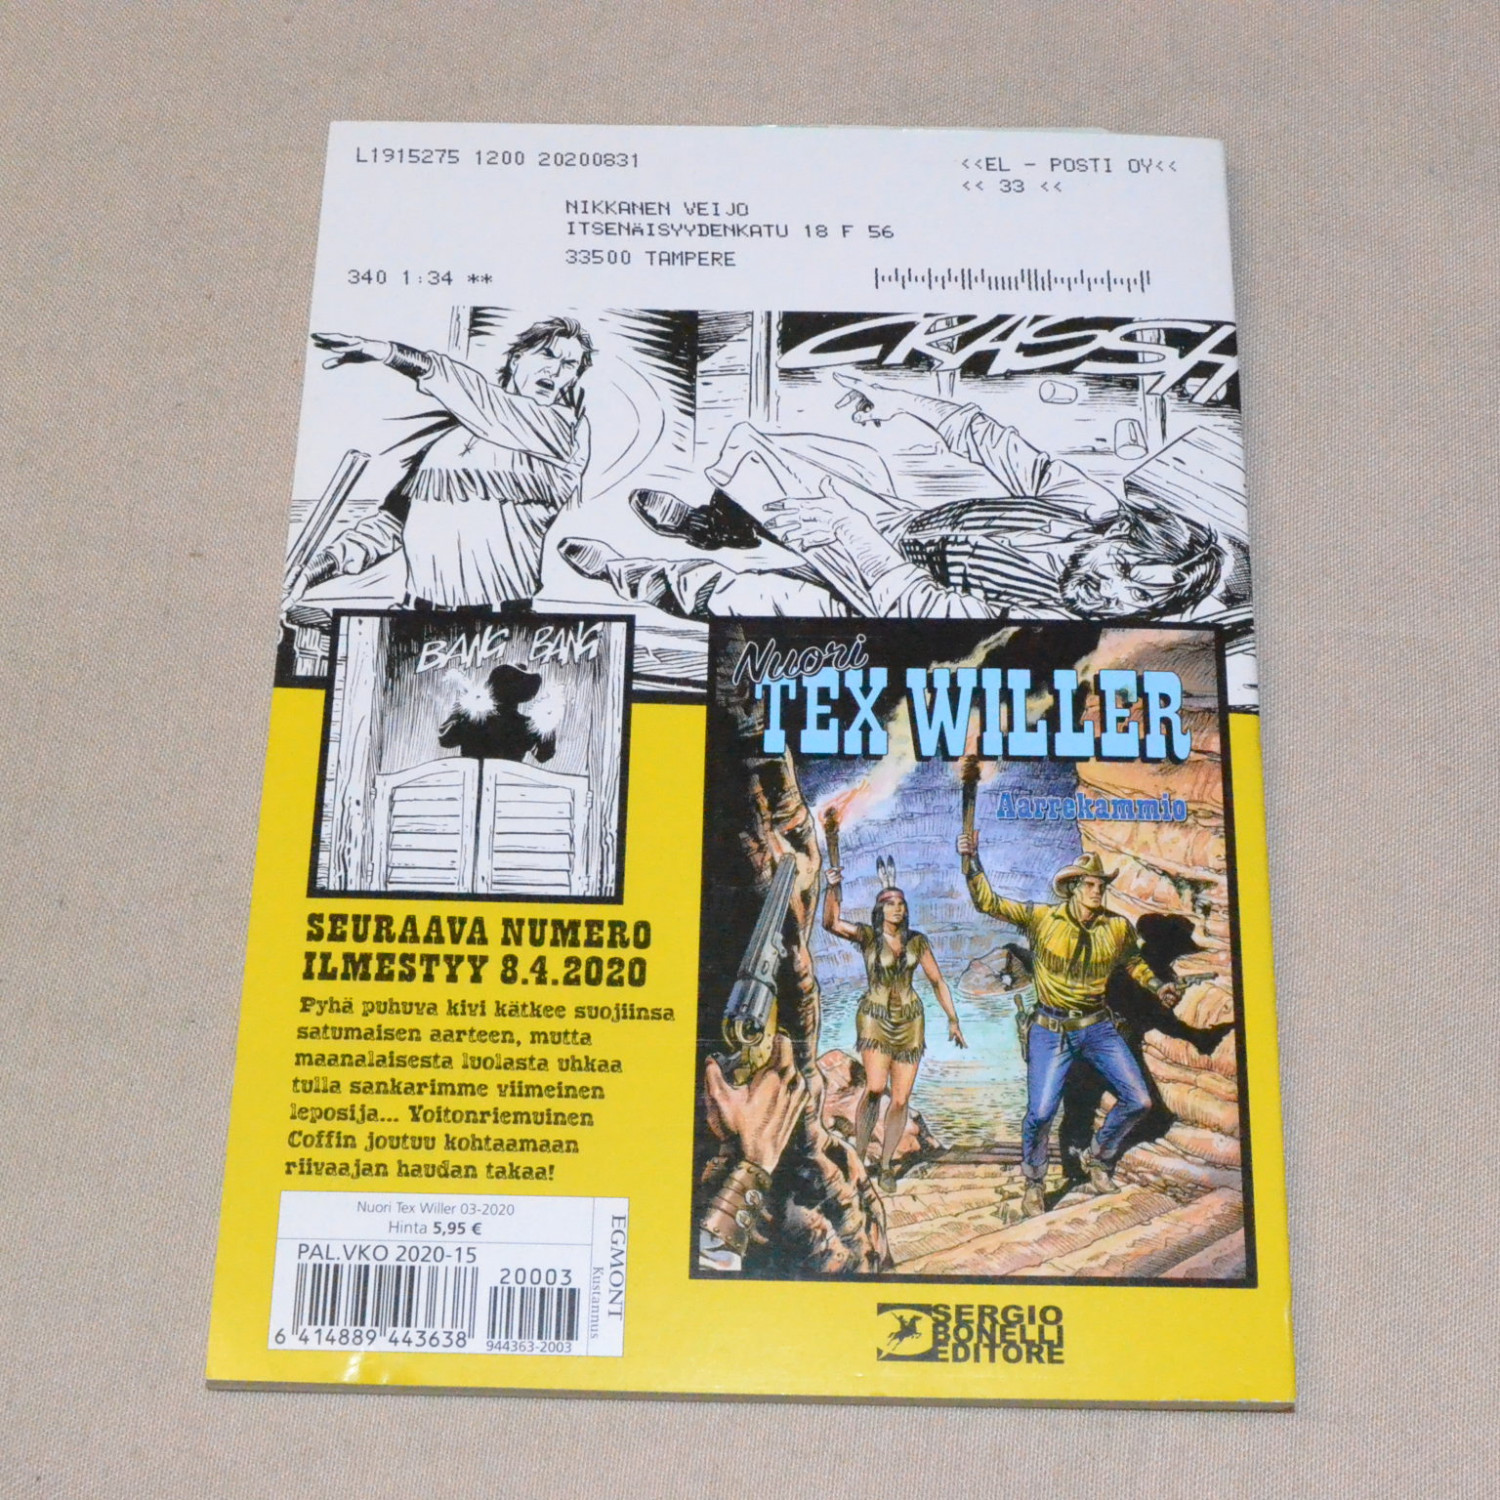 L1915275 1200 20200831
<<EL - POSTI OY<<
<< 33 <<
NIKKANEN VEIJO
ITSENÄISYYDENKATU 18 F 56
33500 TAMPERE
340 1:34 **
CRASSH
BANG BANG
Nuori
TEX WILLER
Aarrekammio
SEURAAVA NUMERO
ILMESTYY 8.4.2020
Pyhä puhuva kivi kätkee suojiinsa
satumaisen aarteen, mutta
maanalaisesta luolasta uhkaa
tulla sankarimme viimeinen
leposija... Voitonriemuinen
Coffin joutuu kohtaamaan
riivaajan haudan takaa!
Nuori Tex Willer 03-2020
Hinta 5,95 €
PAL.VKO 2020-15
20003
6 414889 443638
944363-2003
EGMONT
Kustannus
SERGIO
BONELLI
EDITORE